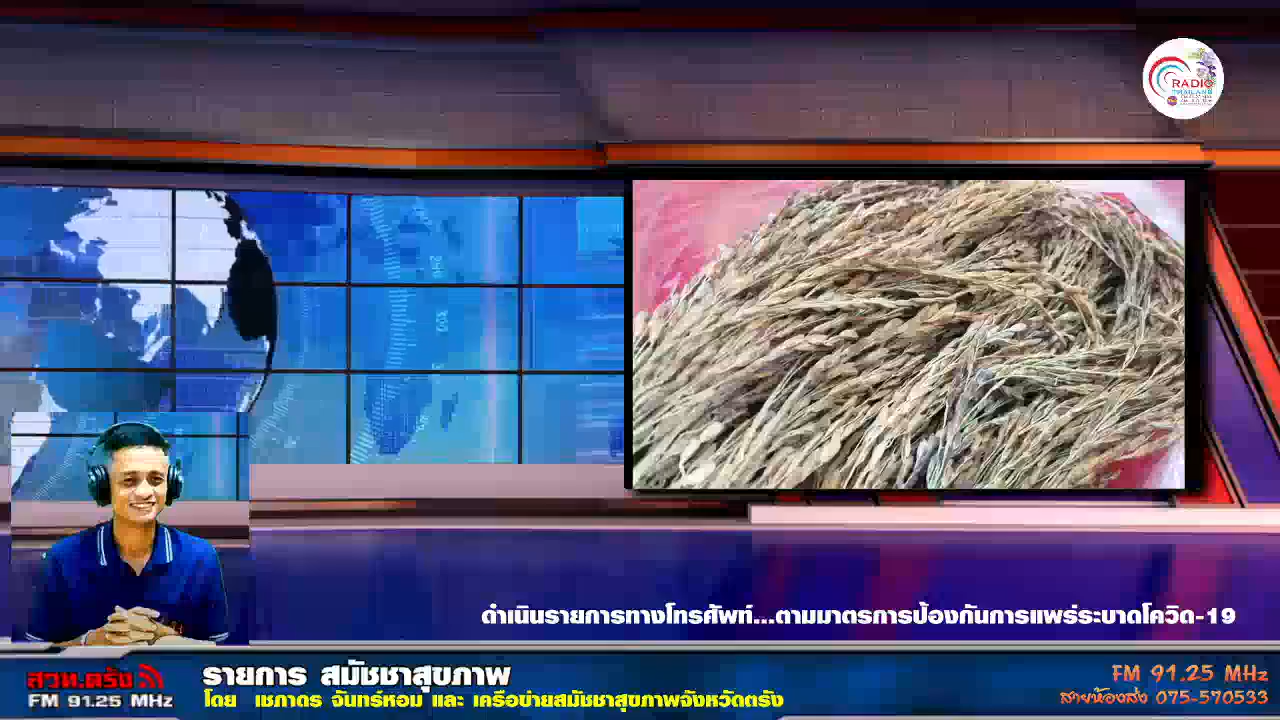 RADIO
THAILAND
ดำเนินรายการทางโทรศัพท์...ตามมาตรการป้องกันการแพร่ระบาดโควิด-19
สวท.ตรัง
FM 91.25 MHz
รายการ สมัชชาสุขภาพ
โดย เชภาดร จันทร์หอม และ เครือข่ายสมัชชาสุขภาพจังหวัดตรัง
FM 91.25 MHz
สายห้องส่ง 075-570533